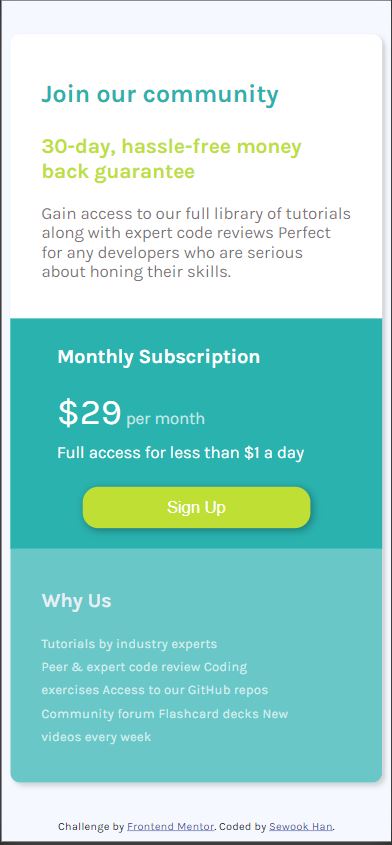 Join our community
30-day, hassle-free money
back guarantee
Gain access to our full library of tutorials
along with expert code reviews Perfect
for any developers who are serious
about honing their skills.
Monthly Subscription
$29 per month
Full access for less than $1 a day
Sign Up
Why Us
Tutorials by industry experts
Peer & expert code review Coding
exercises Access to our GitHub repos
Community forum Flashcard decks New
videos every week
Challenge by Frontend Mentor. Coded by Sewook Han.